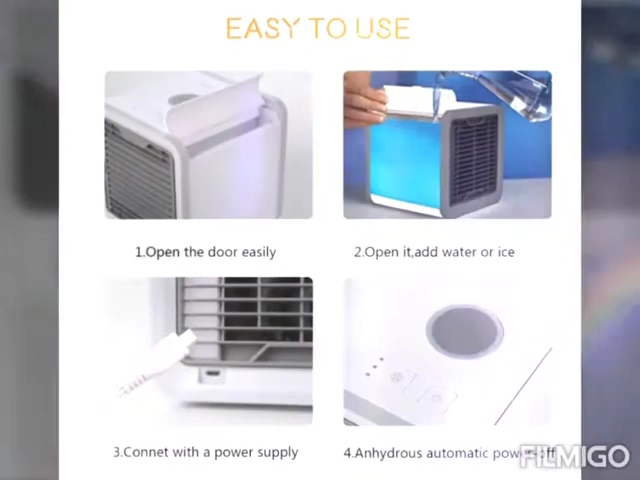 EASY TO USE
1.Open the door easily
2.Open it,add water or ice
3.Connet with a power supply
4.Anhydrous automatic power-off
FILMIGO